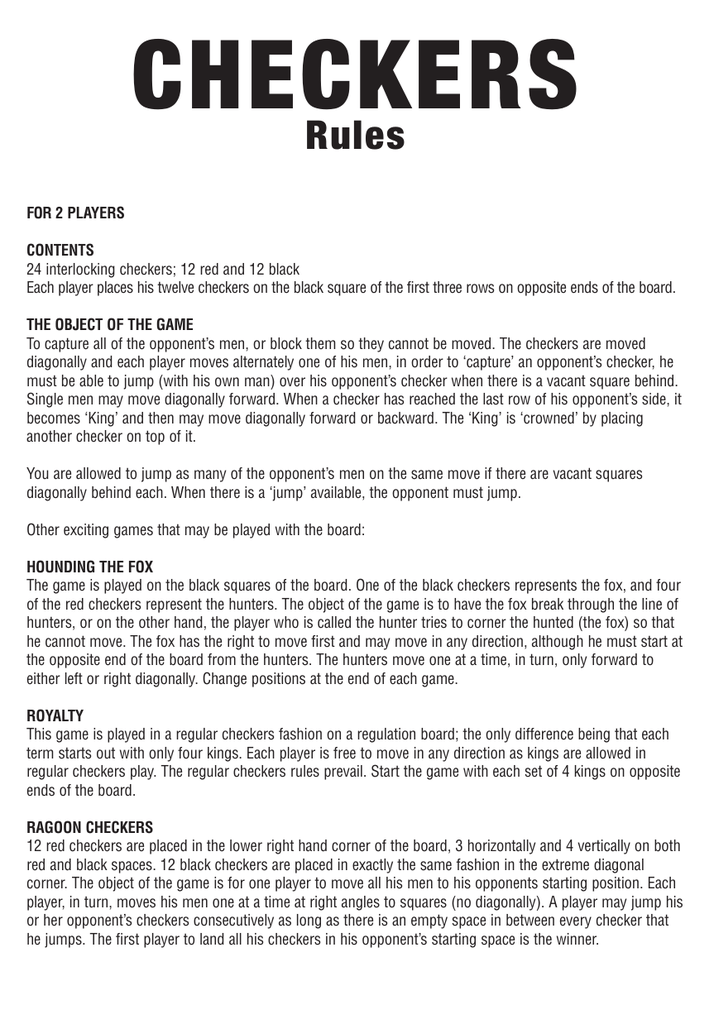 CHECKERS
Rules
FOR 2 PLAYERS
CONTENTS
24 interlocking checkers; 12 red and 12 black
Each player places his twelve checkers on the black square of the first three rows on opposite ends of the board.
THE OBJECT OF THE GAME
To capture all of the opponent's men, or block them so they cannot be moved. The checkers are moved
diagonally and each player moves alternately one of his men, in order to ‘capture’ an opponent's checker, he
must be able to jump (with his own man) over his opponent's checker when there is a vacant square behind.
Single men may move diagonally forward. When a checker has reached the last row of his opponent's side, it
becomes ‘King’ and then may move diagonally forward or backward. The ‘King’ is ‘crowned’ by placing
another checker on top of it.
You are allowed to jump as many of the opponent's men on the same move if there are vacant squares
diagonally behind each. When there is a ‘jump’ available, the opponent must jump.
Other exciting games that may be played with the board:
HOUNDING THE FOX
The game is played on the black squares of the board. One of the black checkers represents the fox, and four
of the red checkers represent the hunters. The object of the game is to have the fox break through the line of
hunters, or on the other hand, the player who is called the hunter tries to corner the hunted (the fox) so that
he cannot move. The fox has the right to move first and may move in any direction, although he must start at
the opposite end of the board from the hunters. The hunters move one at a time, in turn, only forward to
either left or right diagonally. Change positions at the end of each game.
ROYALTY
This game is played in a regular checkers fashion on a regulation board; the only difference being that each
term starts out with only four kings. Each player is free to move in any direction as kings are allowed in
regular checkers play. The regular checkers rules prevail. Start the game with each set of 4 kings on opposite
ends of the board.
RAGOON CHECKERS
12 red checkers are placed in the lower right hand corner of the board, 3 horizontally and 4 vertically on both
red and black spaces. 12 black checkers are placed in exactly the same fashion in the extreme diagonal
corner. The object of the game is for one player to move all his men to his opponents starting position. Each
player, in turn, moves his men one at a time at right angles to squares (no diagonally). A player may jump his
or her opponent's checkers consecutively as long as there is an empty space in between every checker that
he jumps. The first player to land all his checkers in his opponent's starting space is the winner.